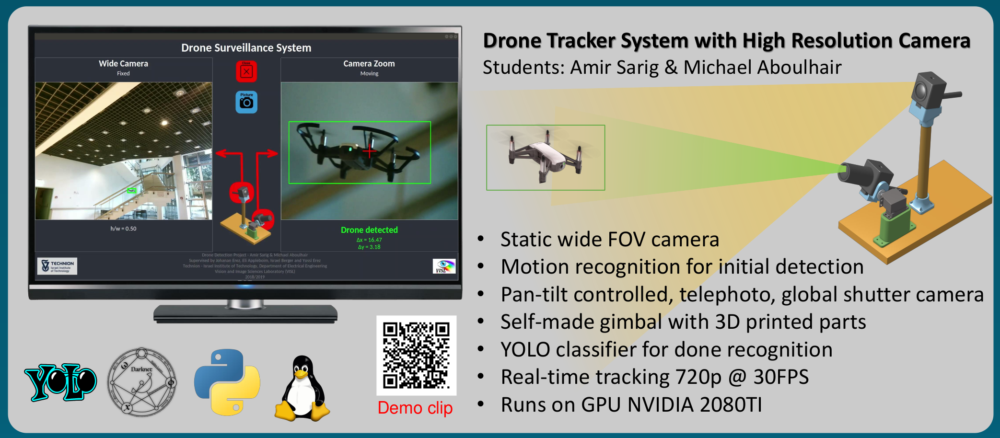 Drone Surveillance System
Wide Camera
Fixed
h/w = 0.50
Close
Picture
Camera Zoom
Moving
Drone detected
Δx = 16.47
Δy = 3.18
Drone Detection Project - Amir Sarig & Michael Aboulhair
Supervised by Johanan Erez, Eli Appleboim, Israel Berger and Yossi Erez
Technion - Israel Institute of Technology, Department of Electrical Engineering
Vision and Image Sciences Laboratory (VISL)
2018/2019
TECHNION
Israel Institute
of Technology
VISL
YOLO
Darknet
Demo clip
Drone Tracker System with High Resolution Camera
Students: Amir Sarig & Michael Aboulhair
• Static wide FOV camera
• Motion recognition for initial detection
• Pan-tilt controlled, telephoto, global shutter camera
• Self-made gimbal with 3D printed parts
• YOLO classifier for done recognition
• Real-time tracking 720p @ 30FPS
• Runs on GPU NVIDIA 2080TI